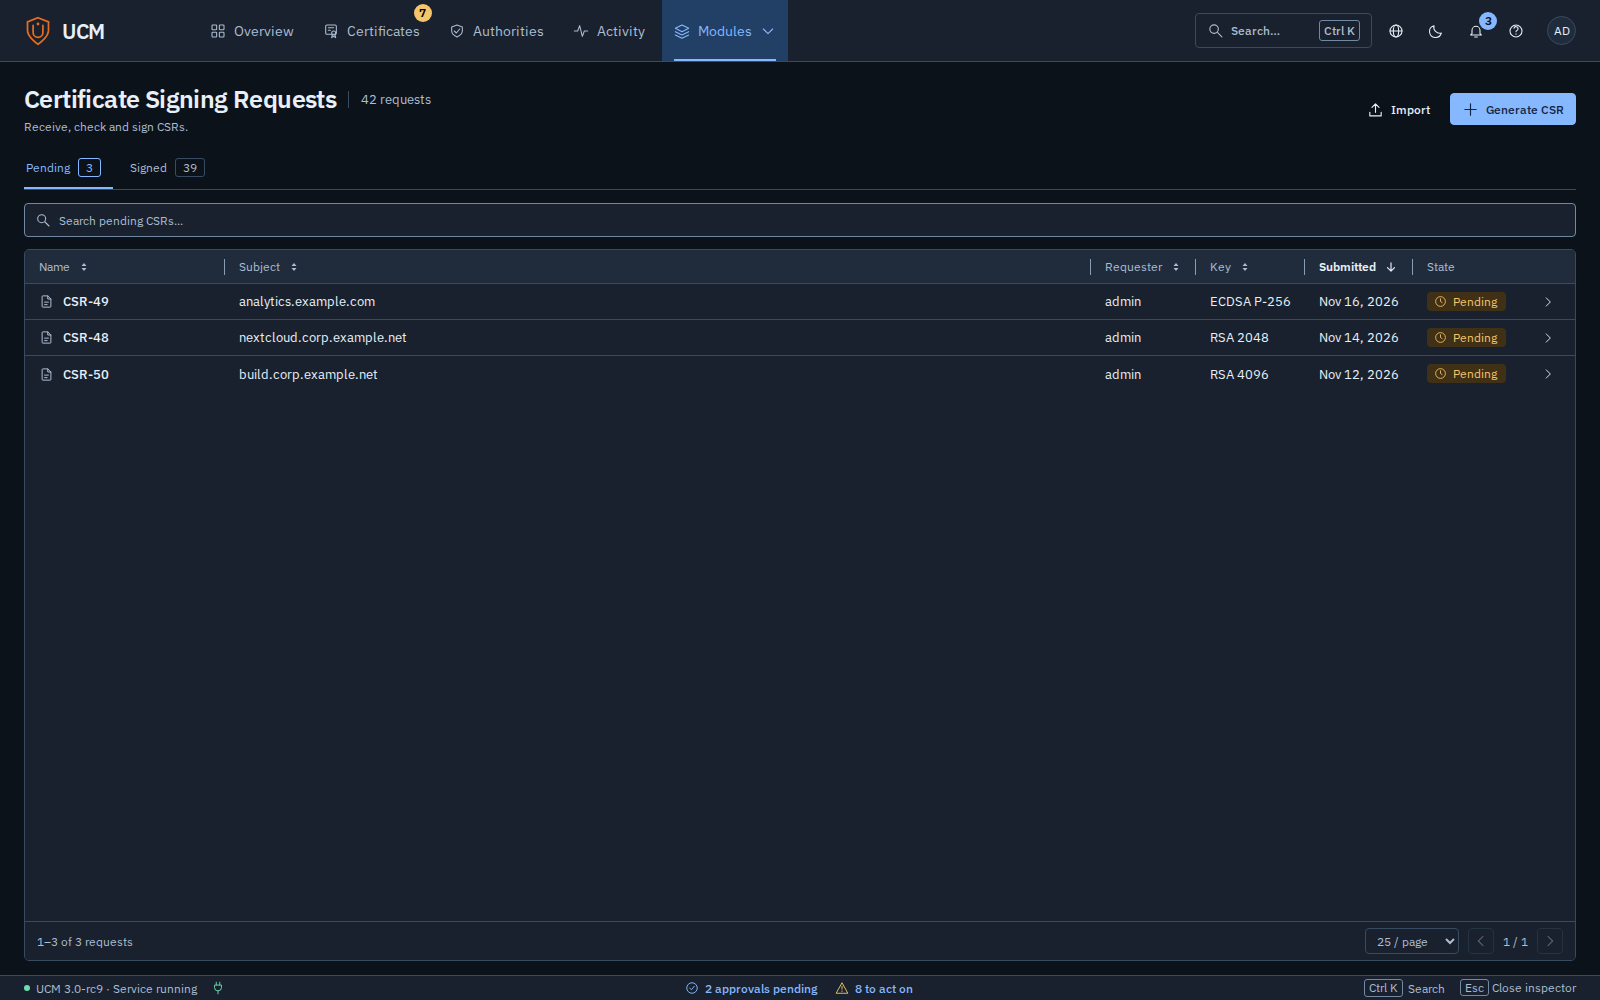 UCM
Overview
Certificates
7
Authorities
Activity
Modules
Search...
Ctrl K
3
AD
Certificate Signing Requests
42 requests
Receive, check and sign CSRs.
Import
Generate CSR
Pending 3
Signed 39
Search pending CSRs...
Name Subject Requester Key Submitted State
CSR-49 analytics.example.com admin ECDSA P-256 Nov 16, 2026 Pending
CSR-48 nextcloud.corp.example.net admin RSA 2048 Nov 14, 2026 Pending
CSR-50 build.corp.example.net admin RSA 4096 Nov 12, 2026 Pending
1–3 of 3 requests
25 / page
1 / 1
UCM 3.0-rc9 · Service running
2 approvals pending
8 to act on
Ctrl K Search
Esc Close inspector